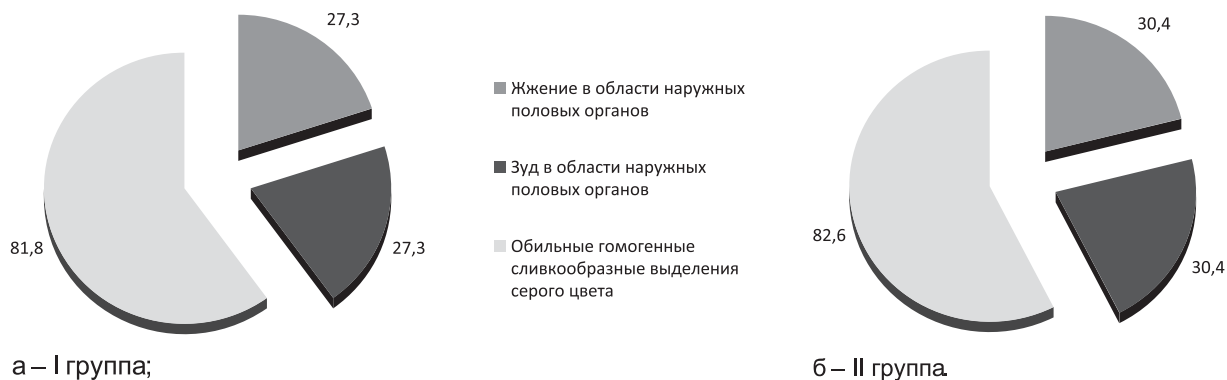 27,3
27,3
81,8
Жжение в области наружных
половых органов
Зуд в области наружных
половых органов
Обильные гомогенные
сливкообразные выделения
серого цвета
30,4
30,4
82,6
а – I группа;
б – II группа.